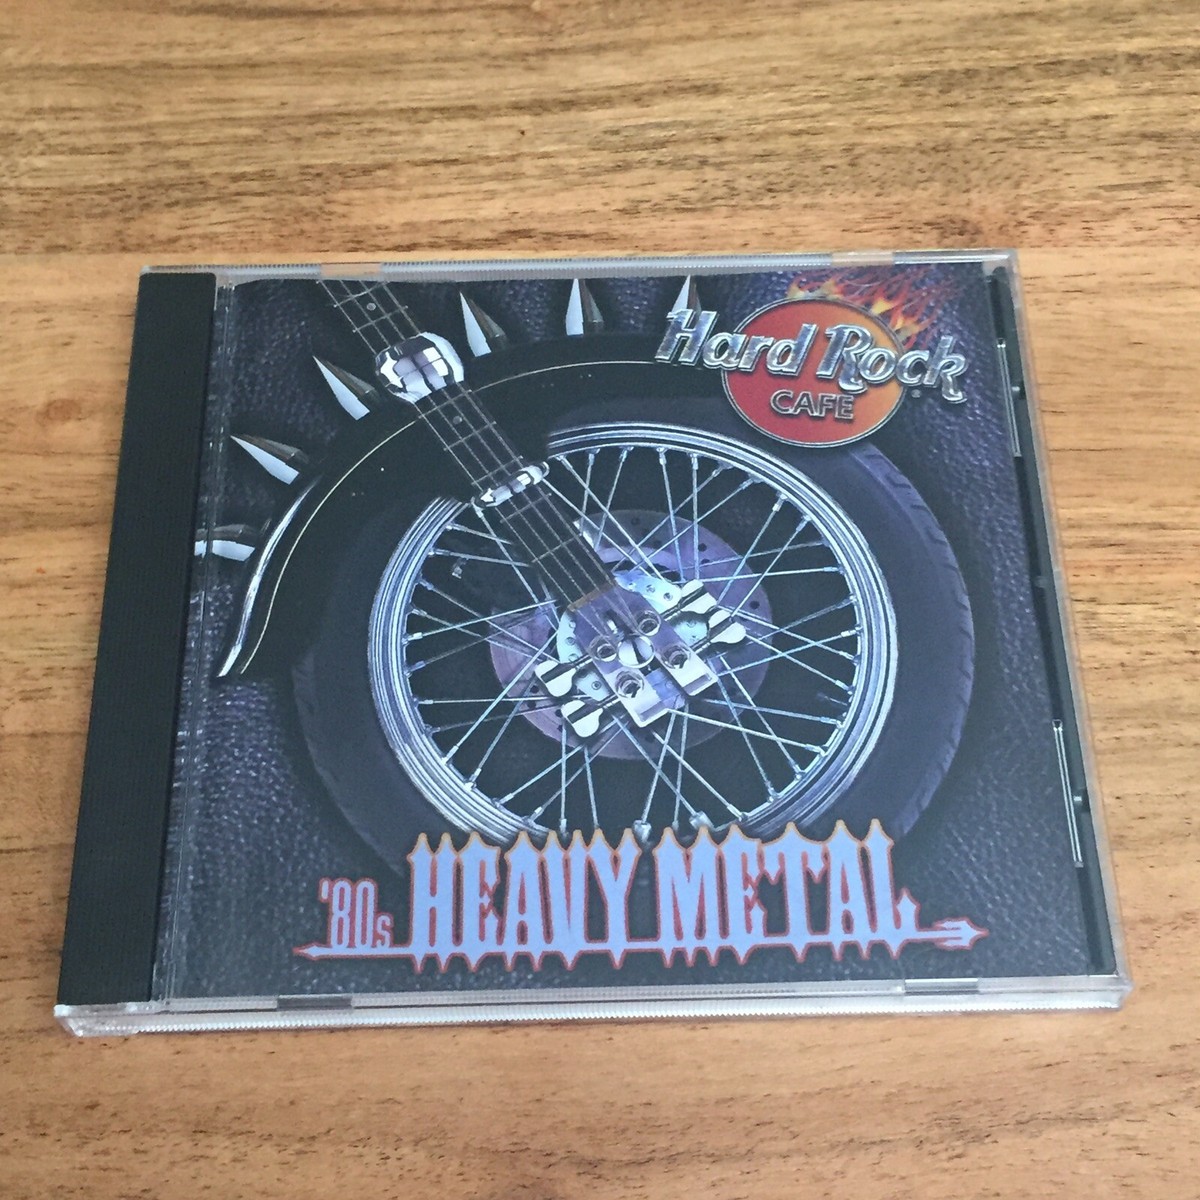 Hard Rock
CAFE
®
'80s HEAVY METAL